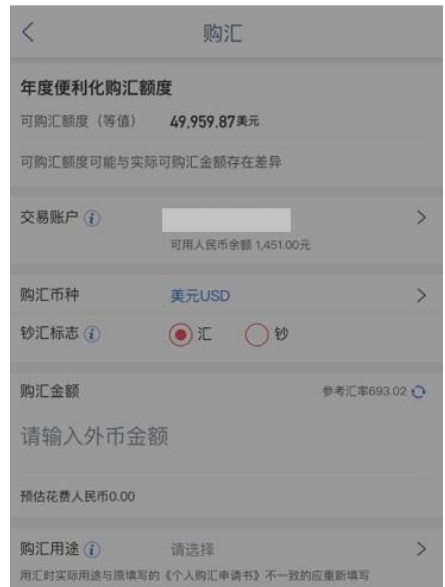 购汇
年度便利化购汇额度
可购汇额度（等值） 49,959.87美元
可购汇额度可能与实际可购汇金额存在差异
交易账户
可用人民币余额 1,451.00元
购汇币种 美元USD
钞汇标志 汇 钞
购汇金额 参考汇率693.02
请输入外币金额
预估花费人民币0.00
购汇用途 请选择
用汇时实际用途与原填写的《个人购汇申请书》不一致的应重新填写